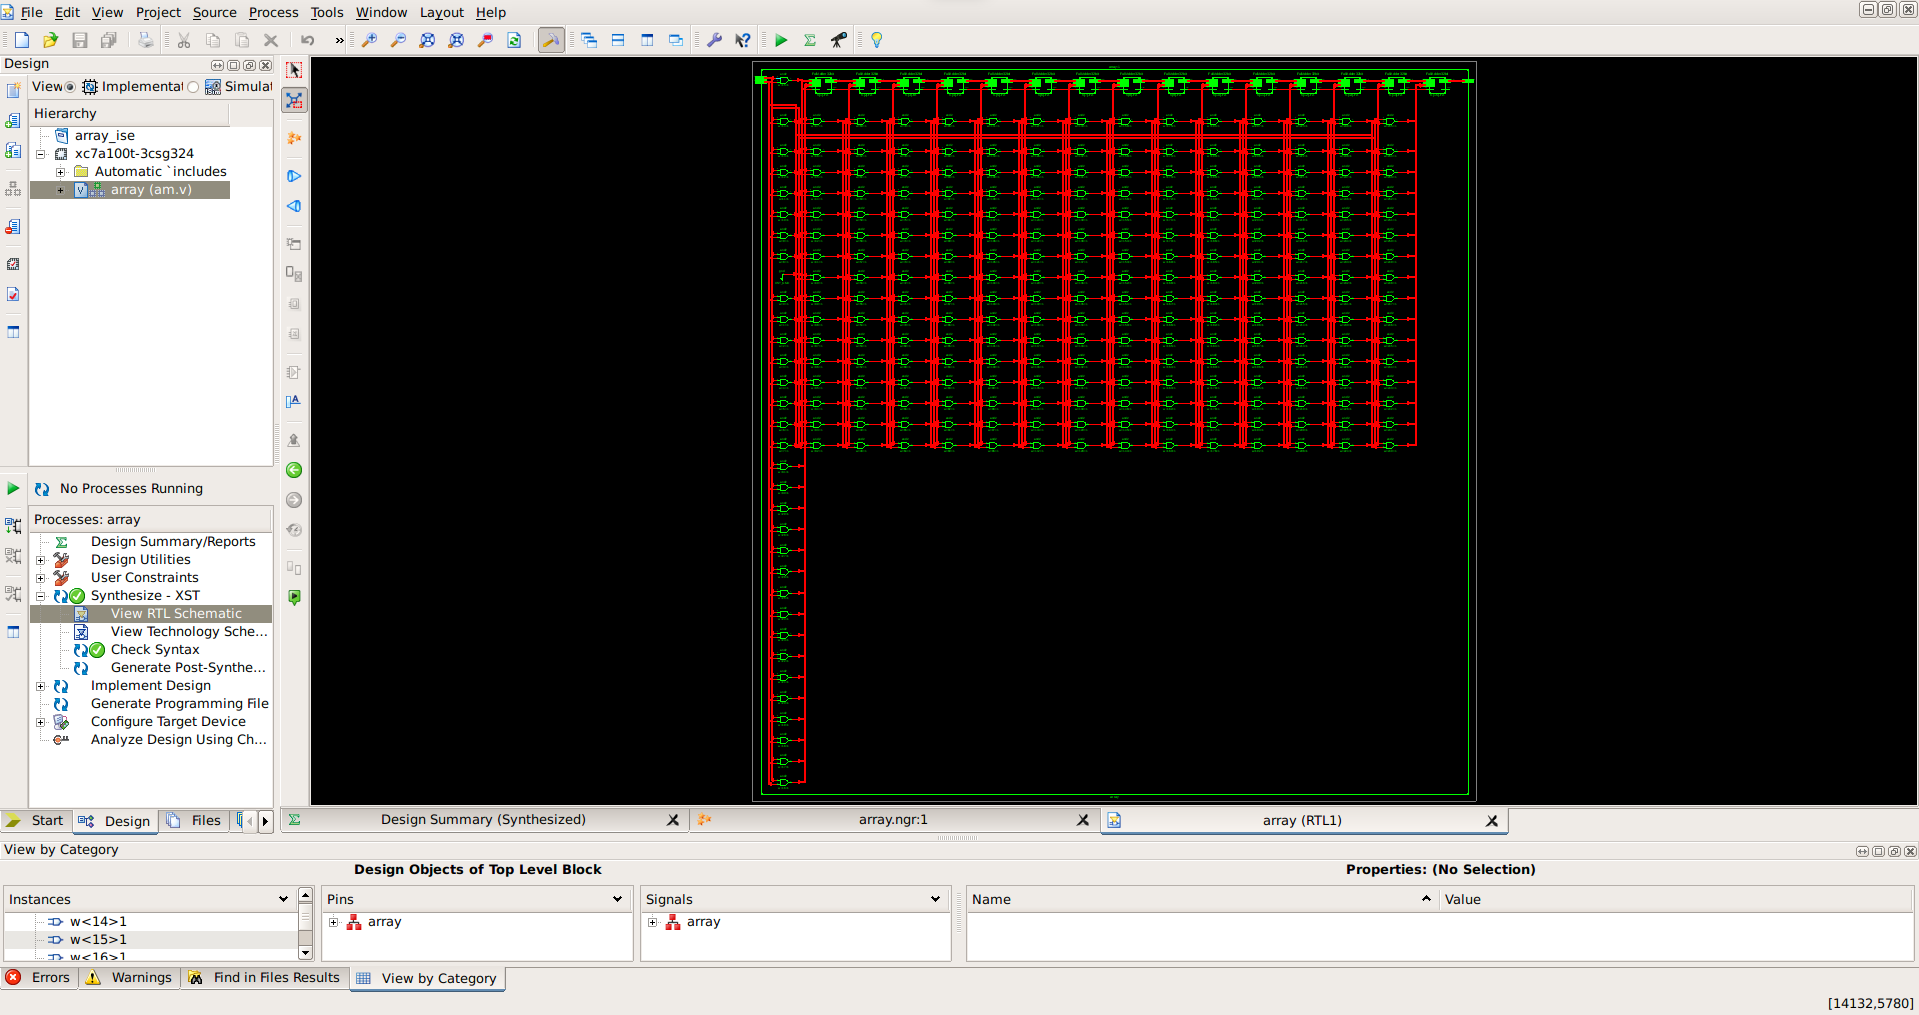 File Edit View Project Source Process Tools Window Layout Help
»
Design
View Implementat Simulat
Hierarchy
array_ise
xc7a100t-3csg324
Automatic `includes
array (am.v)
No Processes Running
Processes: array
Design Summary/Reports
Design Utilities
User Constraints
Synthesize - XST
View RTL Schematic
View Technology Sche...
Check Syntax
Generate Post-Synthe...
Implement Design
Generate Programming File
Configure Target Device
Analyze Design Using Ch...
Start Design Files
Design Summary (Synthesized) array.ngr:1 array (RTL1)
View by Category
Design Objects of Top Level Block Properties: (No Selection)
Instances Pins Signals Name Value
w<14>1 array array
w<15>1
w<16>1
Errors Warnings Find in Files Results View by Category
[14132,5780]